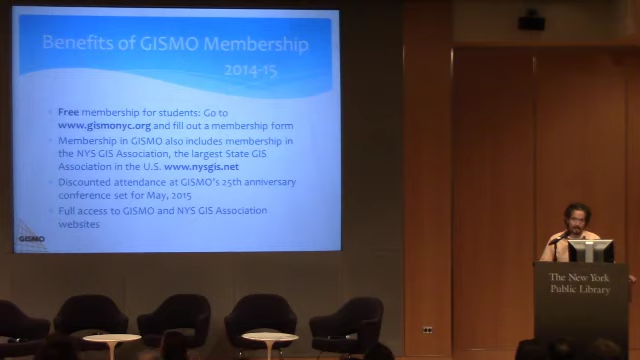 Benefits of GISMO Membership
2014-15
Free membership for students: Go to
www.gismonyc.org and fill out a membership form
Membership in GISMO also includes membership in
the NYS GIS Association, the largest State GIS
Association in the U.S. www.nysgis.net
Discounted attendance at GISMO's 25th anniversary
conference set for May, 2015
Full access to GISMO and NYS GIS Association
websites
GISMO
The New York
Public Library